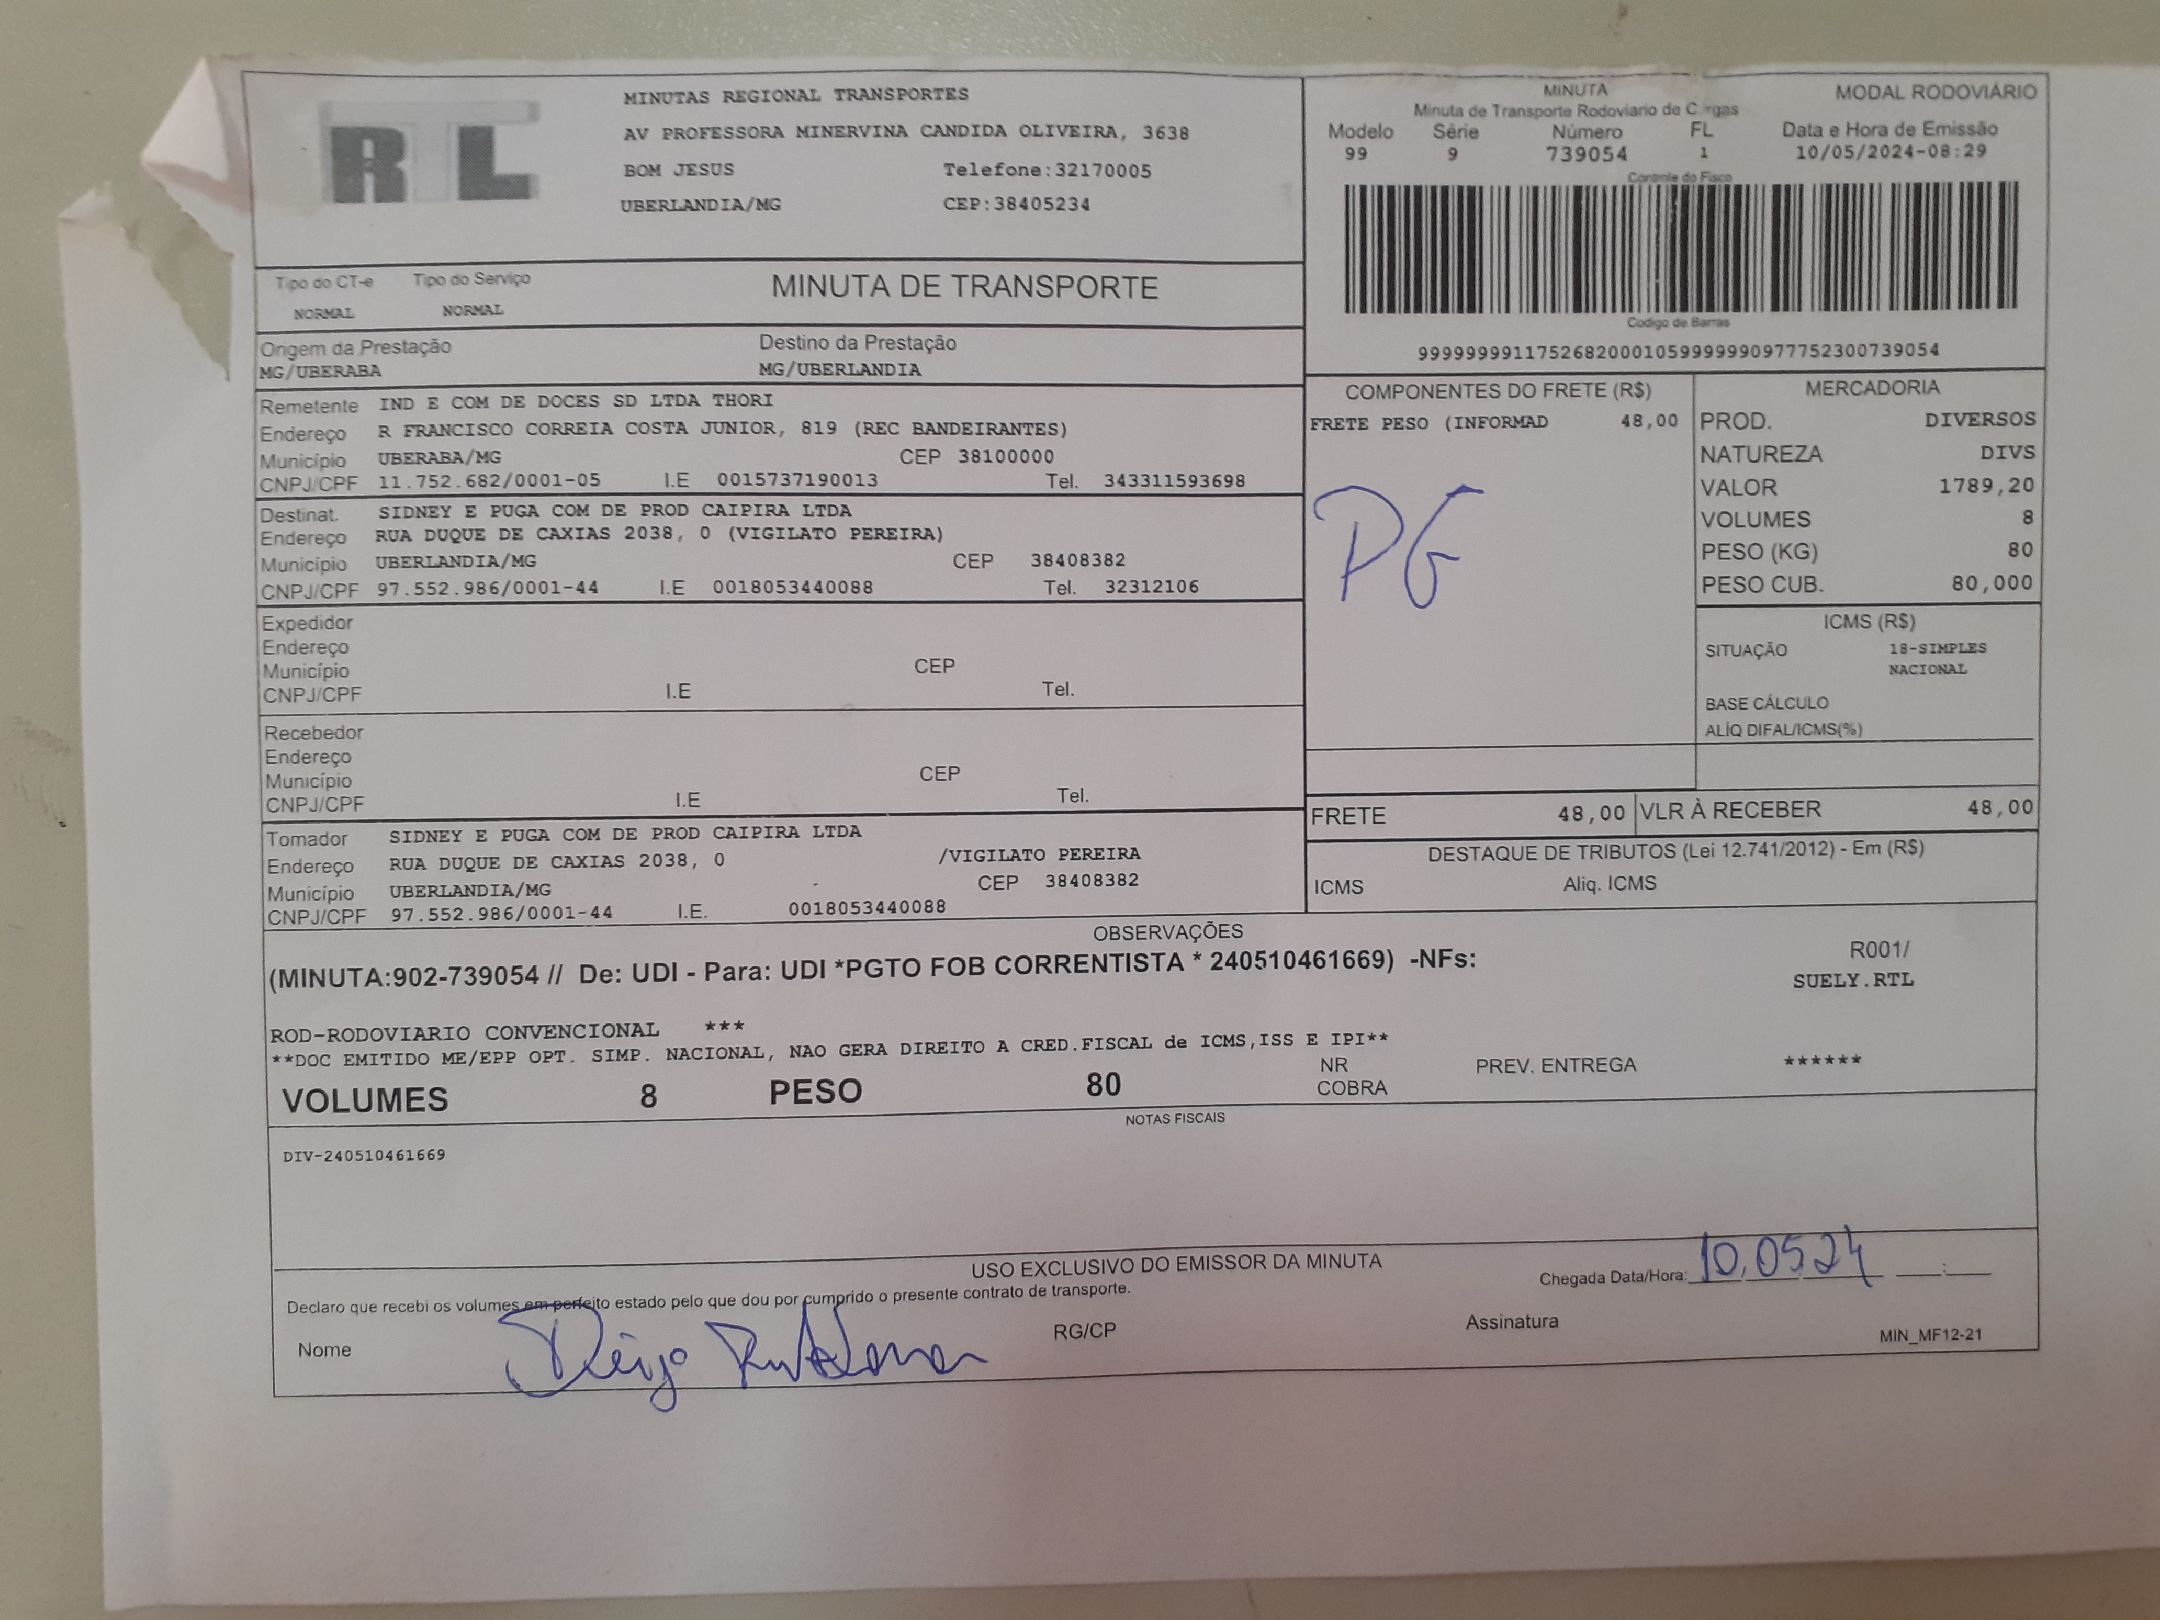 RTL
MINUTAS REGIONAL TRANSPORTES
AV PROFESSORA MINERVINA CANDIDA OLIVEIRA, 3638
BOM JESUS Telefone:32170005
UBERLANDIA/MG CEP:38405234
MINUTA MODAL RODOVIÁRIO
Minuta de Transporte Rodoviario de Cargas
Modelo Série Número FL Data e Hora de Emissão
99 9 739054 1 10/05/2024-08:29
Controle do Fisco
Codigo de Barras
Tipo do CT-e Tipo do Serviço MINUTA DE TRANSPORTE
NORMAL NORMAL
Origem da Prestação Destino da Prestação
MG/UBERABA MG/UBERLANDIA
Remetente IND E COM DE DOCES SD LTDA THORI
Endereço R FRANCISCO CORREIA COSTA JUNIOR, 819 (REC BANDEIRANTES)
Município UBERABA/MG CEP 38100000
CNPJ/CPF 11.752.682/0001-05 I.E 0015737190013 Tel. 343311593698
Destinat. SIDNEY E PUGA COM DE PROD CAIPIRA LTDA
Endereço RUA DUQUE DE CAXIAS 2038, 0 (VIGILATO PEREIRA)
Município UBERLANDIA/MG CEP 38408382
CNPJ/CPF 97.552.986/0001-44 I.E 0018053440088 Tel. 32312106
Expedidor
Endereço
Município CEP
CNPJ/CPF I.E Tel.
Recebedor
Endereço
Município CEP
CNPJ/CPF I.E Tel.
Tomador SIDNEY E PUGA COM DE PROD CAIPIRA LTDA
Endereço RUA DUQUE DE CAXIAS 2038, 0 /VIGILATO PEREIRA
Município UBERLANDIA/MG CEP 38408382
CNPJ/CPF 97.552.986/0001-44 I.E. 0018053440088
COMPONENTES DO FRETE (R$)
FRETE PESO (INFORMAD 48,00
PG
MERCADORIA
PROD. DIVERSOS
NATUREZA DIVS
VALOR 1789,20
VOLUMES 8
PESO (KG) 80
PESO CUB. 80,000
ICMS (R$)
SITUAÇÃO 18-SIMPLES
NACIONAL
BASE CÁLCULO
ALÍQ DIFAL/ICMS(%)
FRETE 48,00 VLR À RECEBER 48,00
DESTAQUE DE TRIBUTOS (Lei 12.741/2012) - Em (R$)
ICMS Aliq. ICMS
OBSERVAÇÕES
(MINUTA:902-739054 // De: UDI - Para: UDI *PGTO FOB CORRENTISTA * 240510461669) -NFs:
R001/
SUELY.RTL
ROD-RODOVIARIO CONVENCIONAL ***
**DOC EMITIDO ME/EPP OPT. SIMP. NACIONAL, NAO GERA DIREITO A CRED.FISCAL de ICMS,ISS E IPI**
VOLUMES 8 PESO 80
NR
COBRA
PREV. ENTREGA ******
NOTAS FISCAIS
DIV-240510461669
USO EXCLUSIVO DO EMISSOR DA MINUTA
Chegada Data/Hora: 10.05.24 :
Declaro que recebi os volumes em perfeito estado pelo que dou por cumprido o presente contrato de transporte.
Nome RG/CP Assinatura
MIN_MF12-21